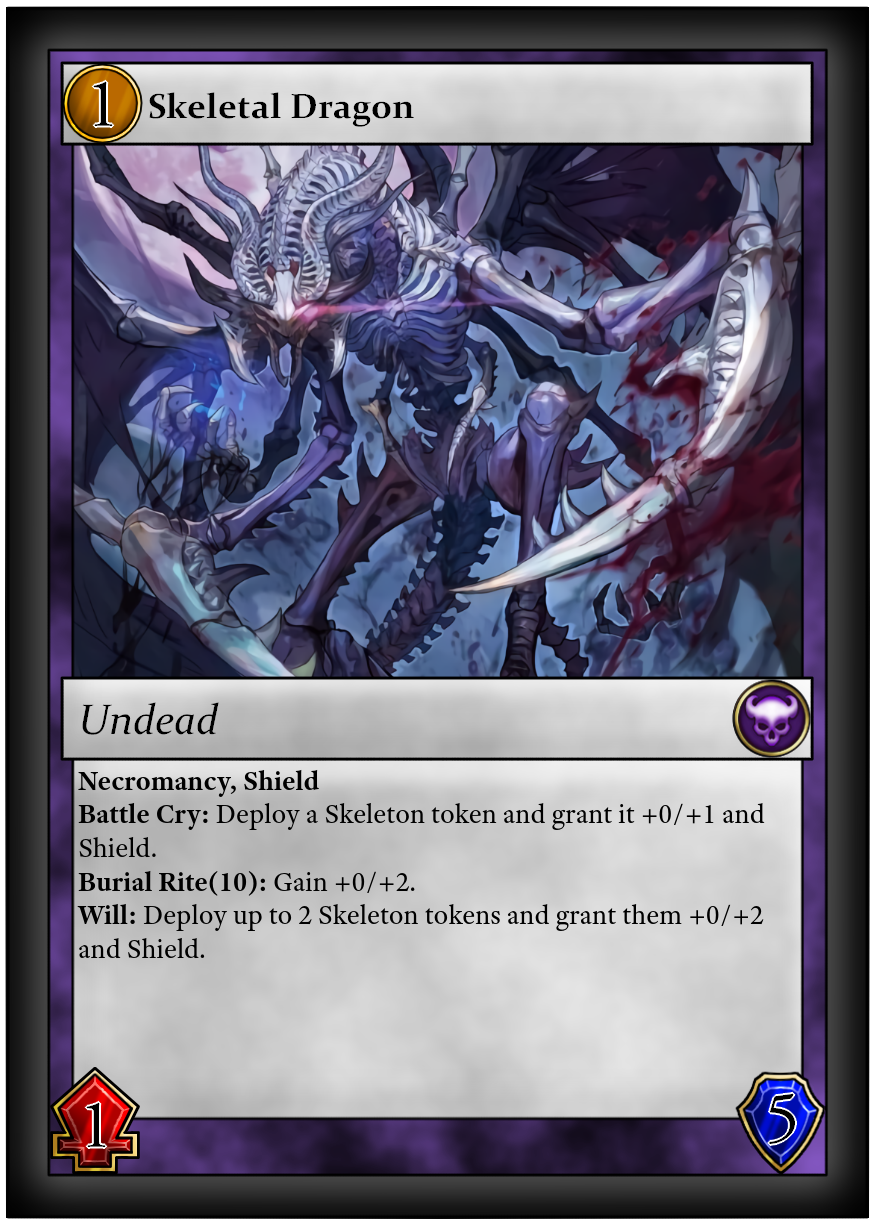 1
Skeletal Dragon
Undead
Necromancy, Shield
Battle Cry: Deploy a Skeleton token and grant it +0/+1 and
Shield.
Burial Rite(10): Gain +0/+2.
Will: Deploy up to 2 Skeleton tokens and grant them +0/+2
and Shield.
1
5